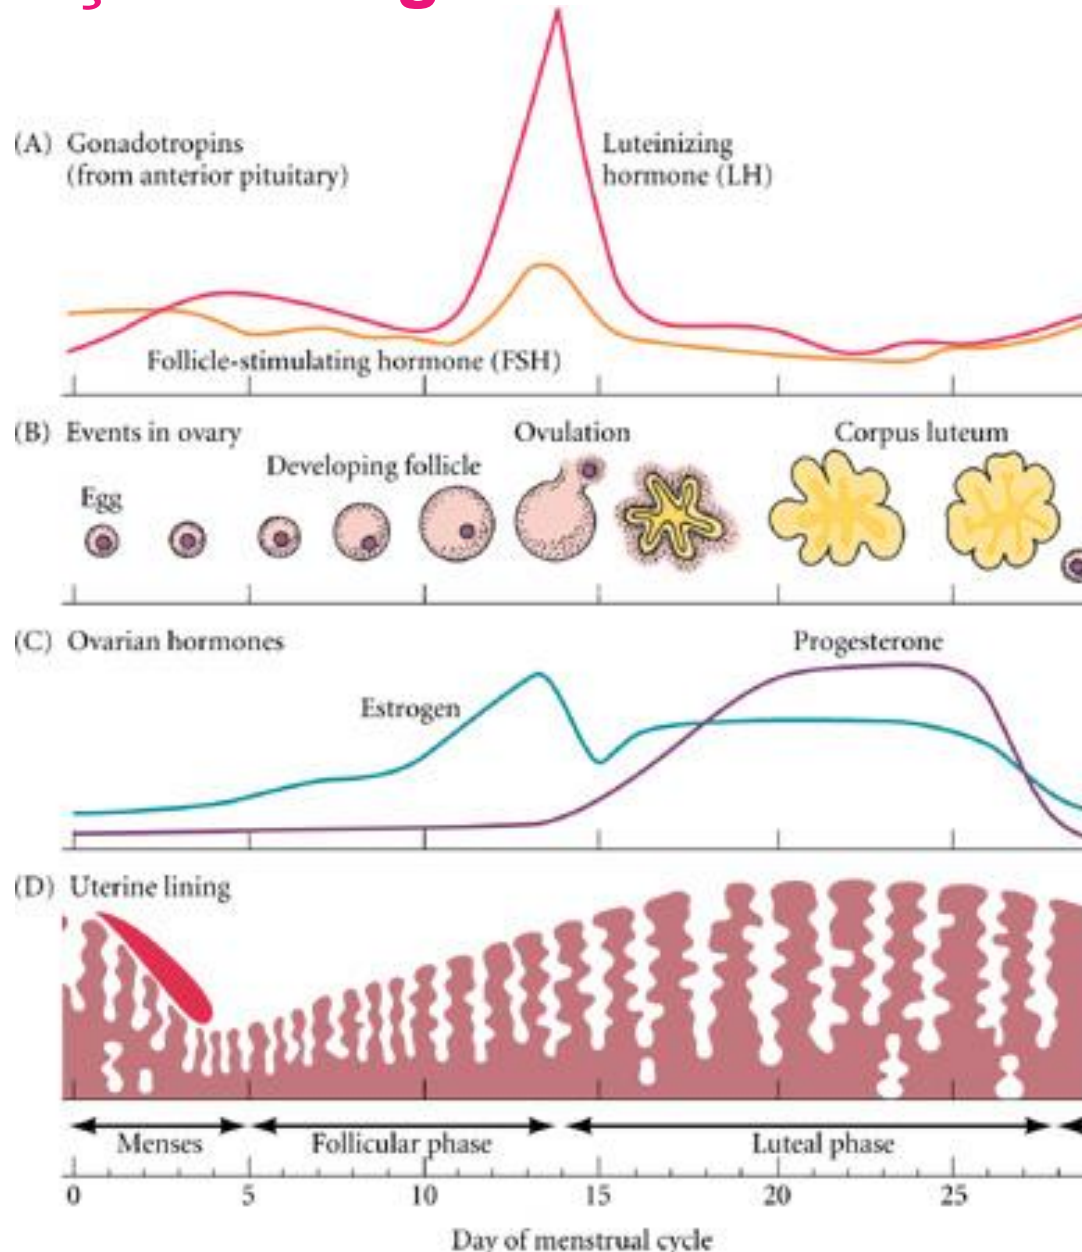 (A) Gonadotropins
(from anterior pituitary)
Luteinizing
hormone (LH)
Follicle-stimulating hormone (FSH)
(B) Events in ovary
Ovulation
Corpus luteum
Developing follicle
Egg
(C) Ovarian hormones
Progesterone
Estrogen
(D) Uterine lining
Menses
Follicular phase
Luteal phase
0 5 10 15 20 25
Day of menstrual cycle